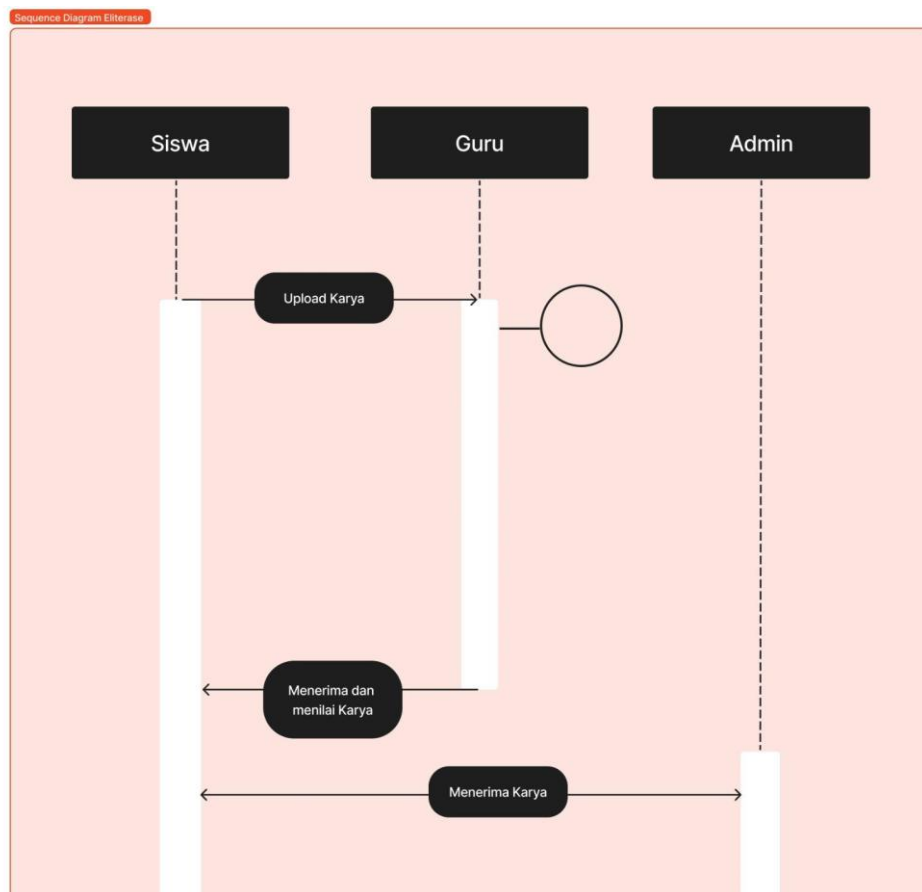 Sequence Diagram Eliterase
Siswa
Guru
Admin
Upload Karya
Menerima dan
menilai Karya
Menerima Karya